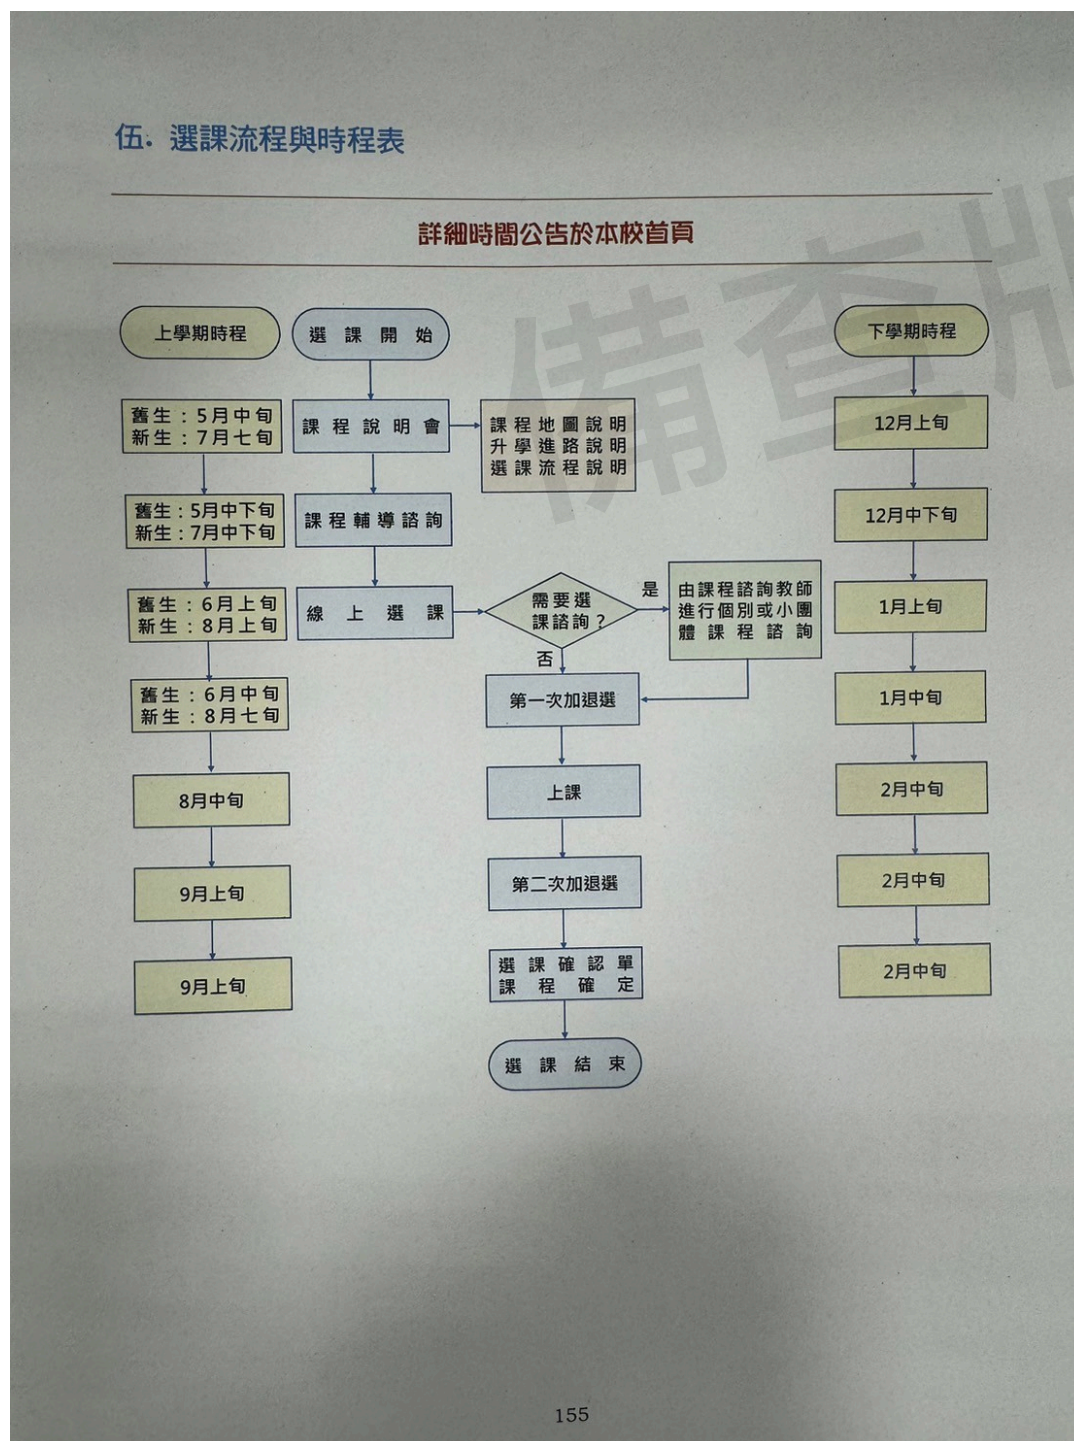 伍. 選課流程與時程表
詳細時間公告於本校首頁
備查版
上學期時程
選課開始
下學期時程
舊生：5月中旬
新生：7月七旬
課程說明會
課程地圖說明
升學進路說明
選課流程說明
12月上旬
舊生：5月中下旬
新生：7月中下旬
課程輔導諮詢
12月中下旬
舊生：6月上旬
新生：8月上旬
線上選課
需要選
課諮詢？
是
由課程諮詢教師
進行個別或小團
體課程諮詢
1月上旬
否
舊生：6月中旬
新生：8月七旬
第一次加退選
1月中旬
8月中旬
上課
2月中旬
9月上旬
第二次加退選
2月中旬
9月上旬
選課確認單
課程確定
2月中旬
選課結束
155